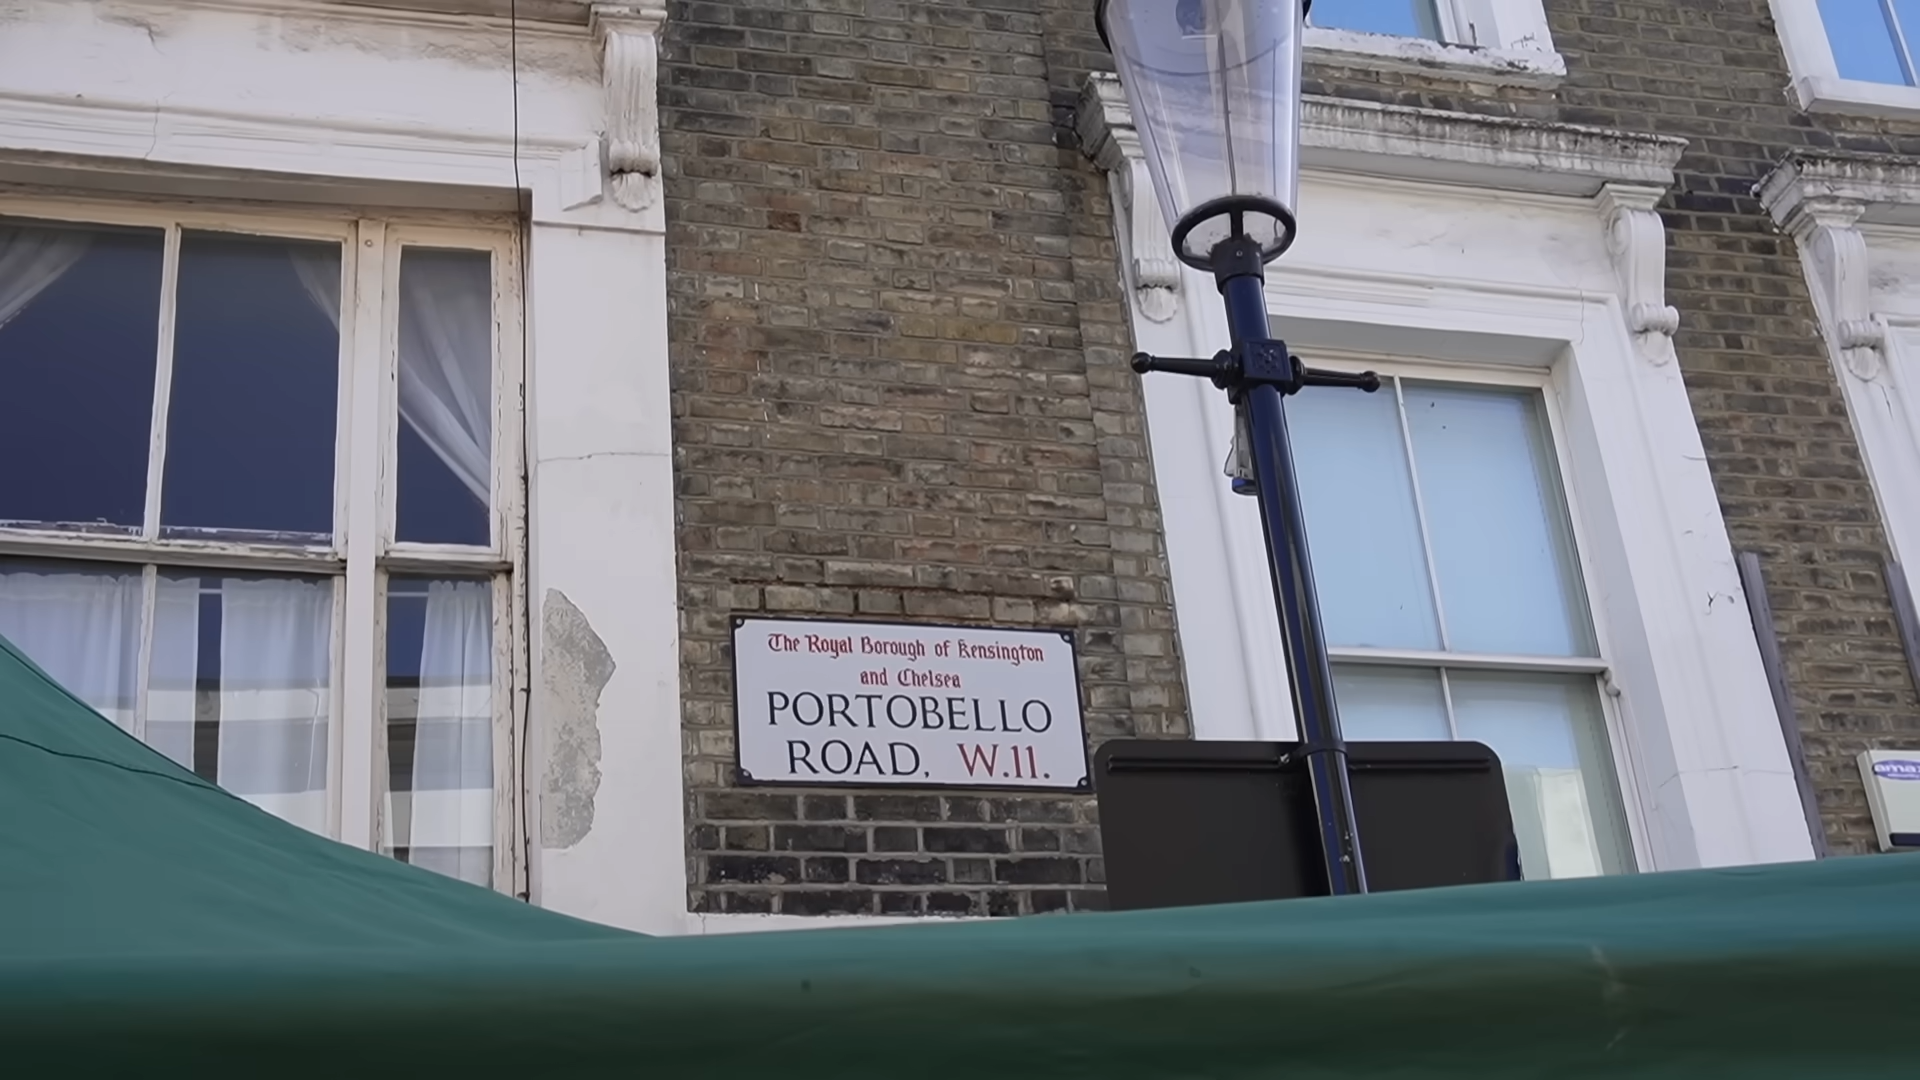 The Royal Borough of Kensington
and Chelsea
PORTOBELLO
ROAD, W.11.